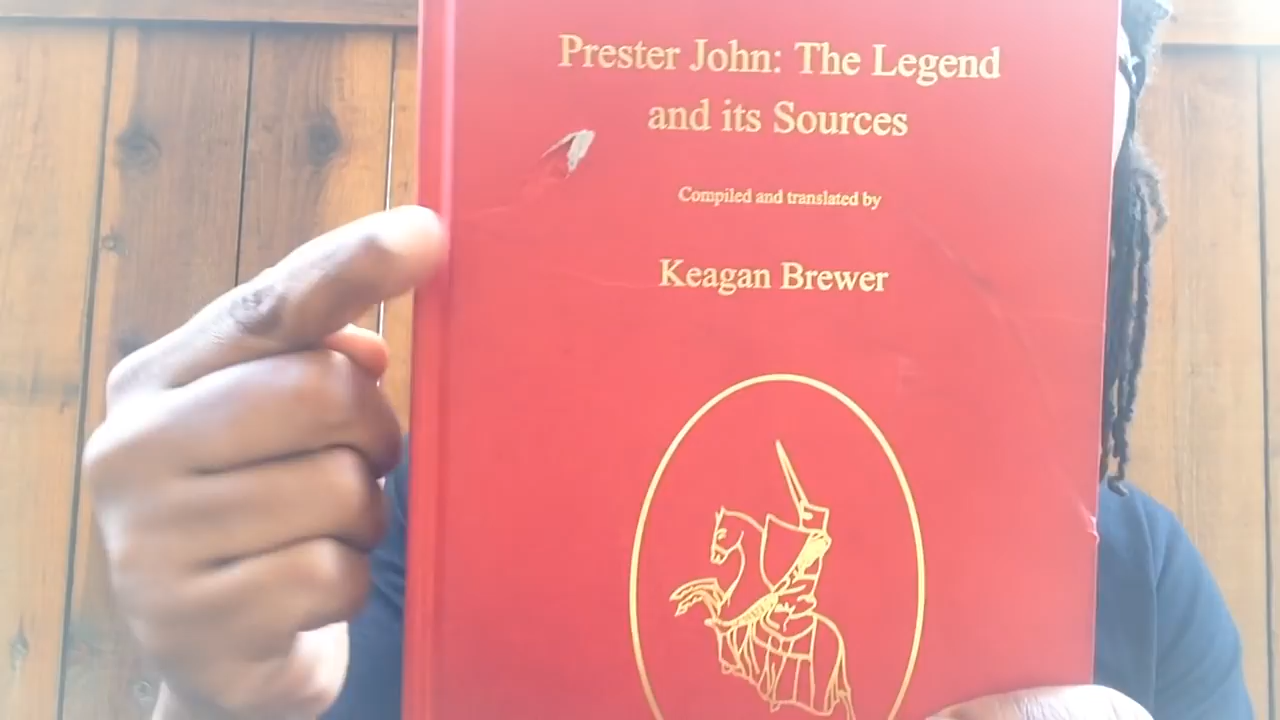 Prester John: The Legend
and its Sources
Compiled and translated by
Keagan Brewer